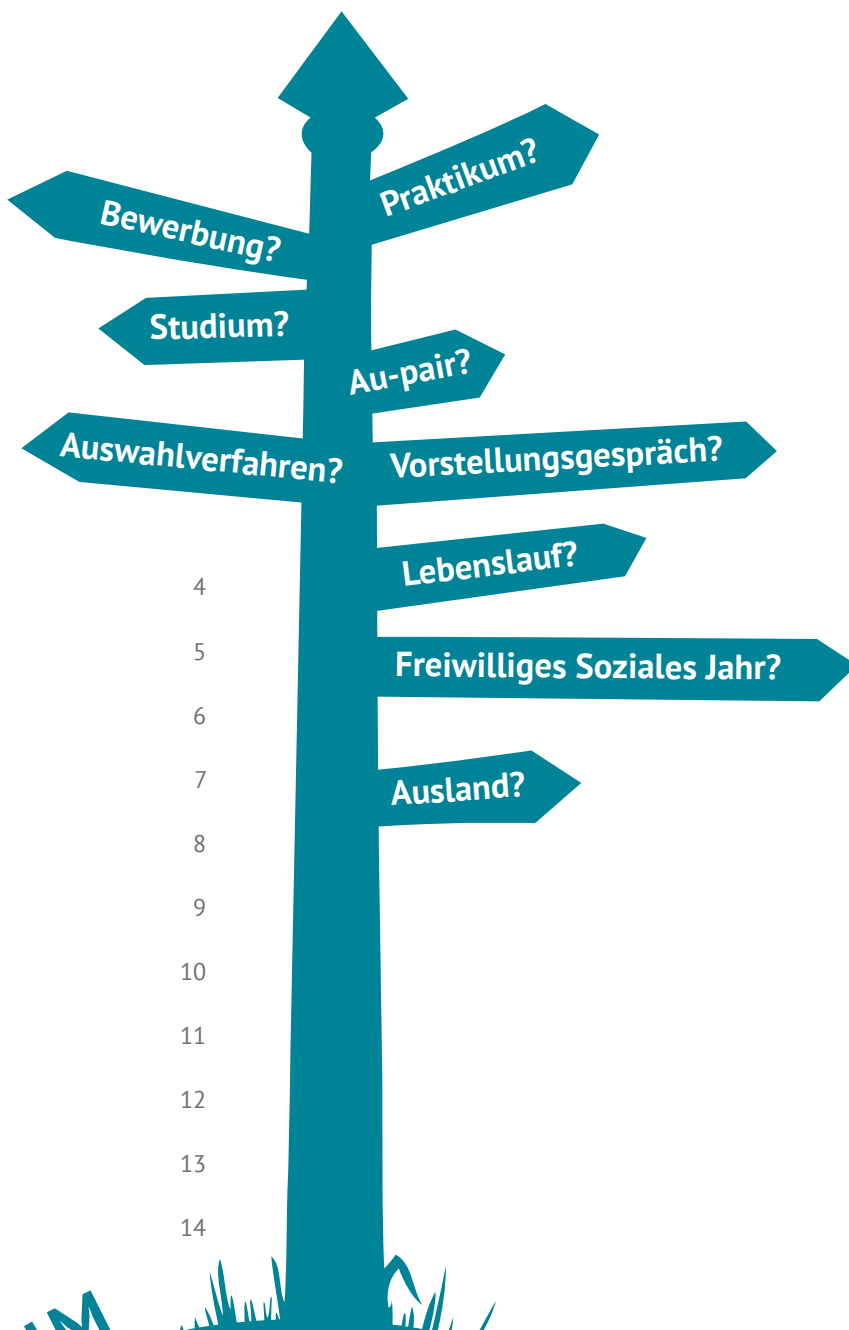 Praktikum?
Bewerbung?
Studium?
Au-pair?
Auswahlverfahren?
Vorstellungsgespräch?
Lebenslauf?
4
5
Freiwilliges Soziales Jahr?
6
7
Ausland?
8
9
10
11
12
13
14